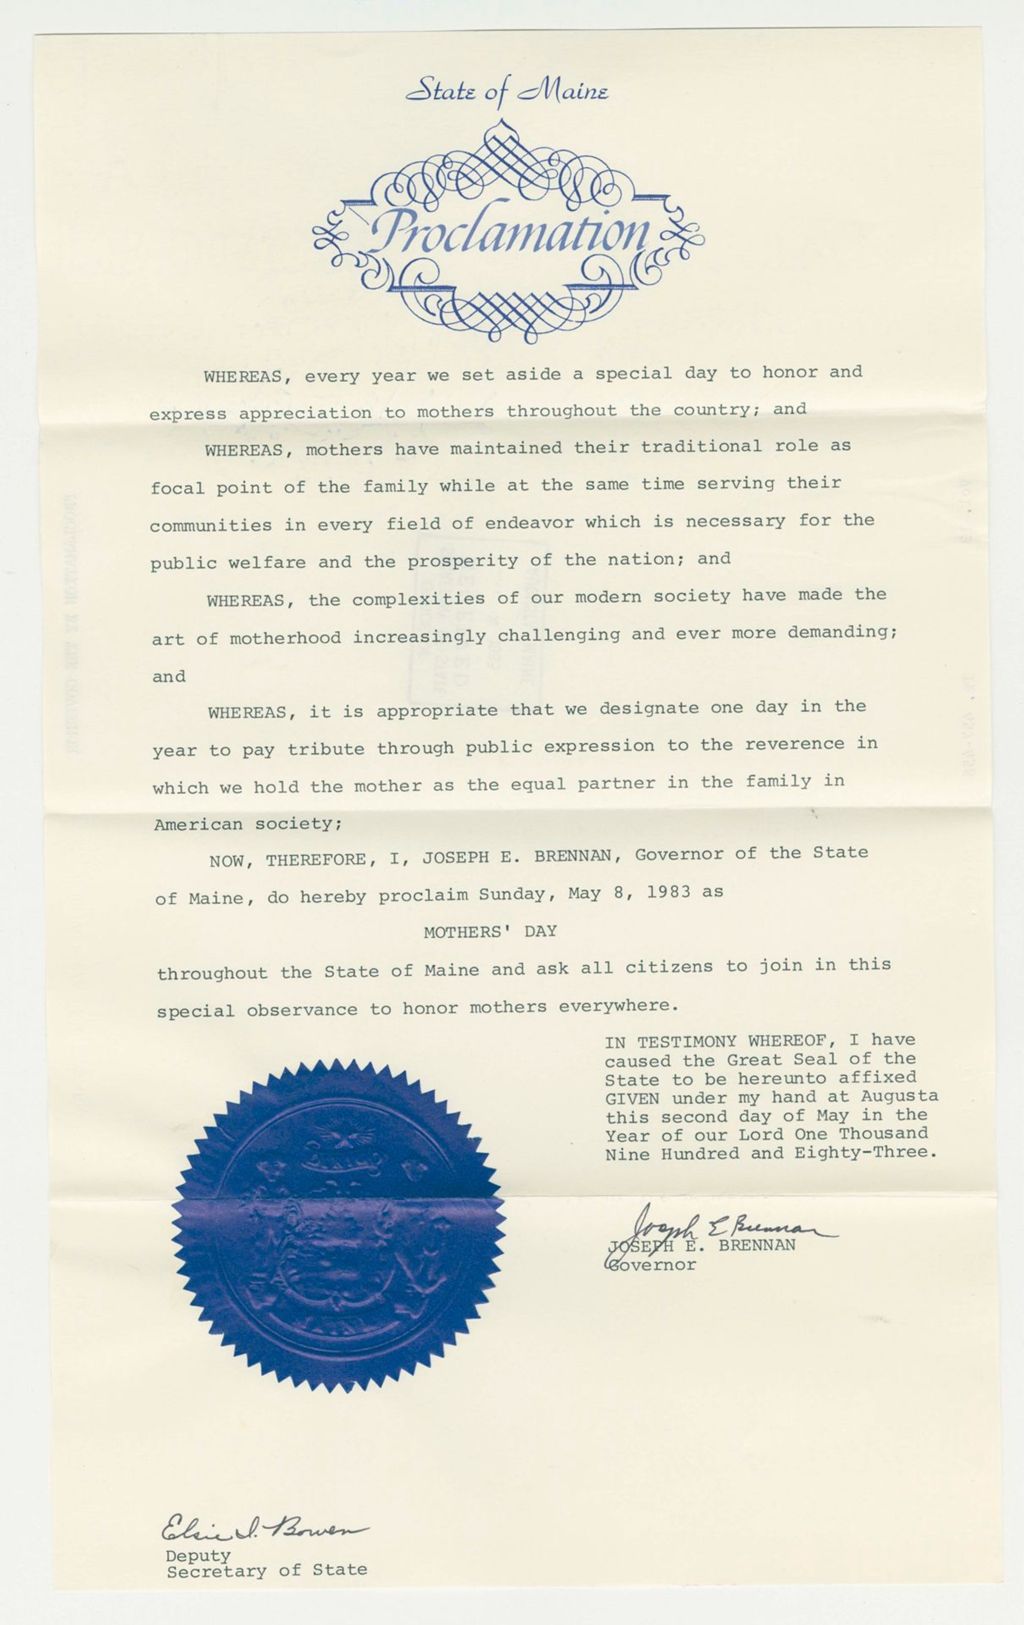 State of Maine
Proclamation
WHEREAS, every year we set aside a special day to honor and
express appreciation to mothers throughout the country; and
WHEREAS, mothers have maintained their traditional role as
focal point of the family while at the same time serving their
communities in every field of endeavor which is necessary for the
public welfare and the prosperity of the nation; and
WHEREAS, the complexities of our modern society have made the
art of motherhood increasingly challenging and ever more demanding;
and
WHEREAS, it is appropriate that we designate one day in the
year to pay tribute through public expression to the reverence in
which we hold the mother as the equal partner in the family in
American society;
NOW, THEREFORE, I, JOSEPH E. BRENNAN, Governor of the State
of Maine, do hereby proclaim Sunday, May 8, 1983 as
MOTHERS' DAY
throughout the State of Maine and ask all citizens to join in this
special observance to honor mothers everywhere.
IN TESTIMONY WHEREOF, I have
caused the Great Seal of the
State to be hereunto affixed
GIVEN under my hand at Augusta
this second day of May in the
Year of our Lord One Thousand
Nine Hundred and Eighty-Three.
Joseph E Brennan
JOSEPH E. BRENNAN
Governor
Elsie I. Bowen
Deputy
Secretary of State